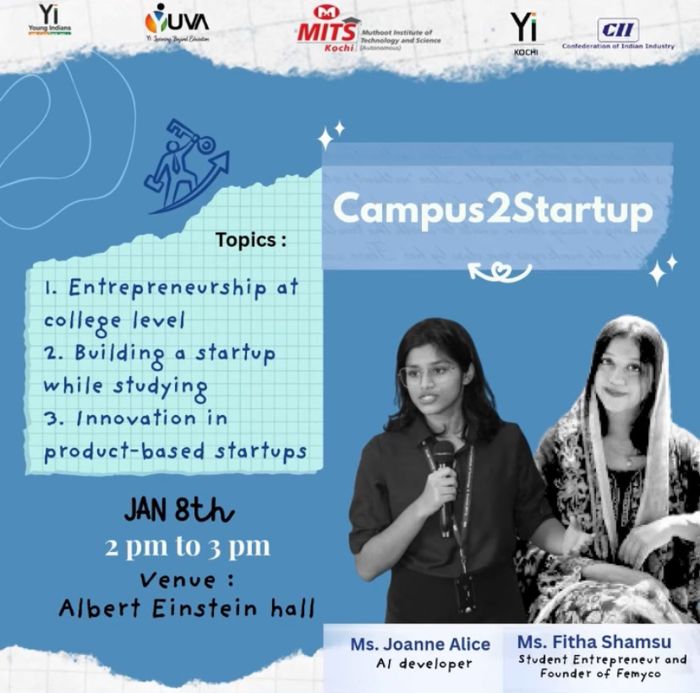 Yi
Young Indians
YUVA
Yi Learning Beyond Education
MITS
Kochi
Muthoot Institute of
Technology and Science
(Autonomous)
Yi
KOCHI
CII
Confederation of Indian Industry
Campus2Startup
Topics :
1. Entrepreneurship at
college level
2. Building a startup
while studying
3. Innovation in
product-based startups
JAN 8th
2 pm to 3 pm
Venue :
Albert Einstein hall
Ms. Joanne Alice
AI developer
Ms. Fitha Shamsu
Student Entrepreneur and
Founder of Femyco